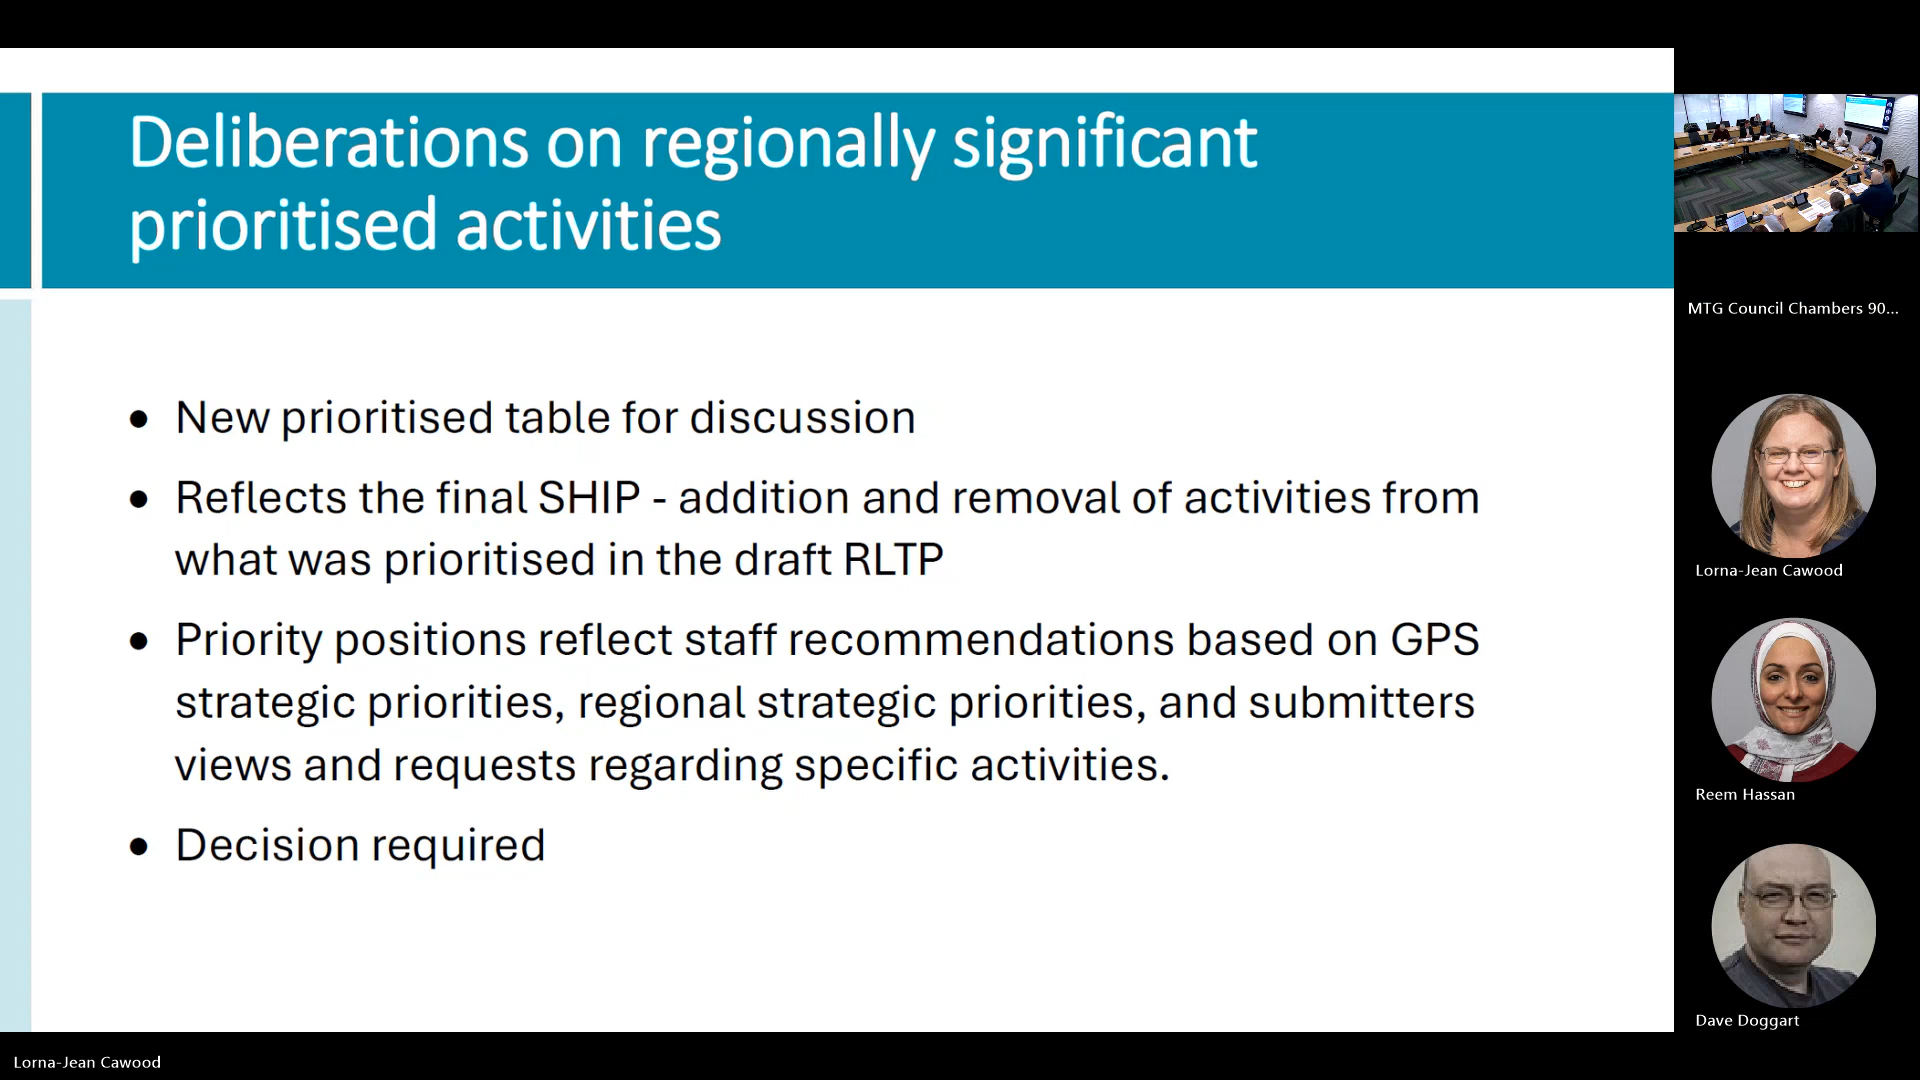 Deliberations on regionally significant
prioritised activities
• New prioritised table for discussion
• Reflects the final SHIP - addition and removal of activities from
what was prioritised in the draft RLTP
• Priority positions reflect staff recommendations based on GPS
strategic priorities, regional strategic priorities, and submitters
views and requests regarding specific activities.
• Decision required
MTG Council Chambers 90...
Lorna-Jean Cawood
Reem Hassan
Dave Doggart
Lorna-Jean Cawood